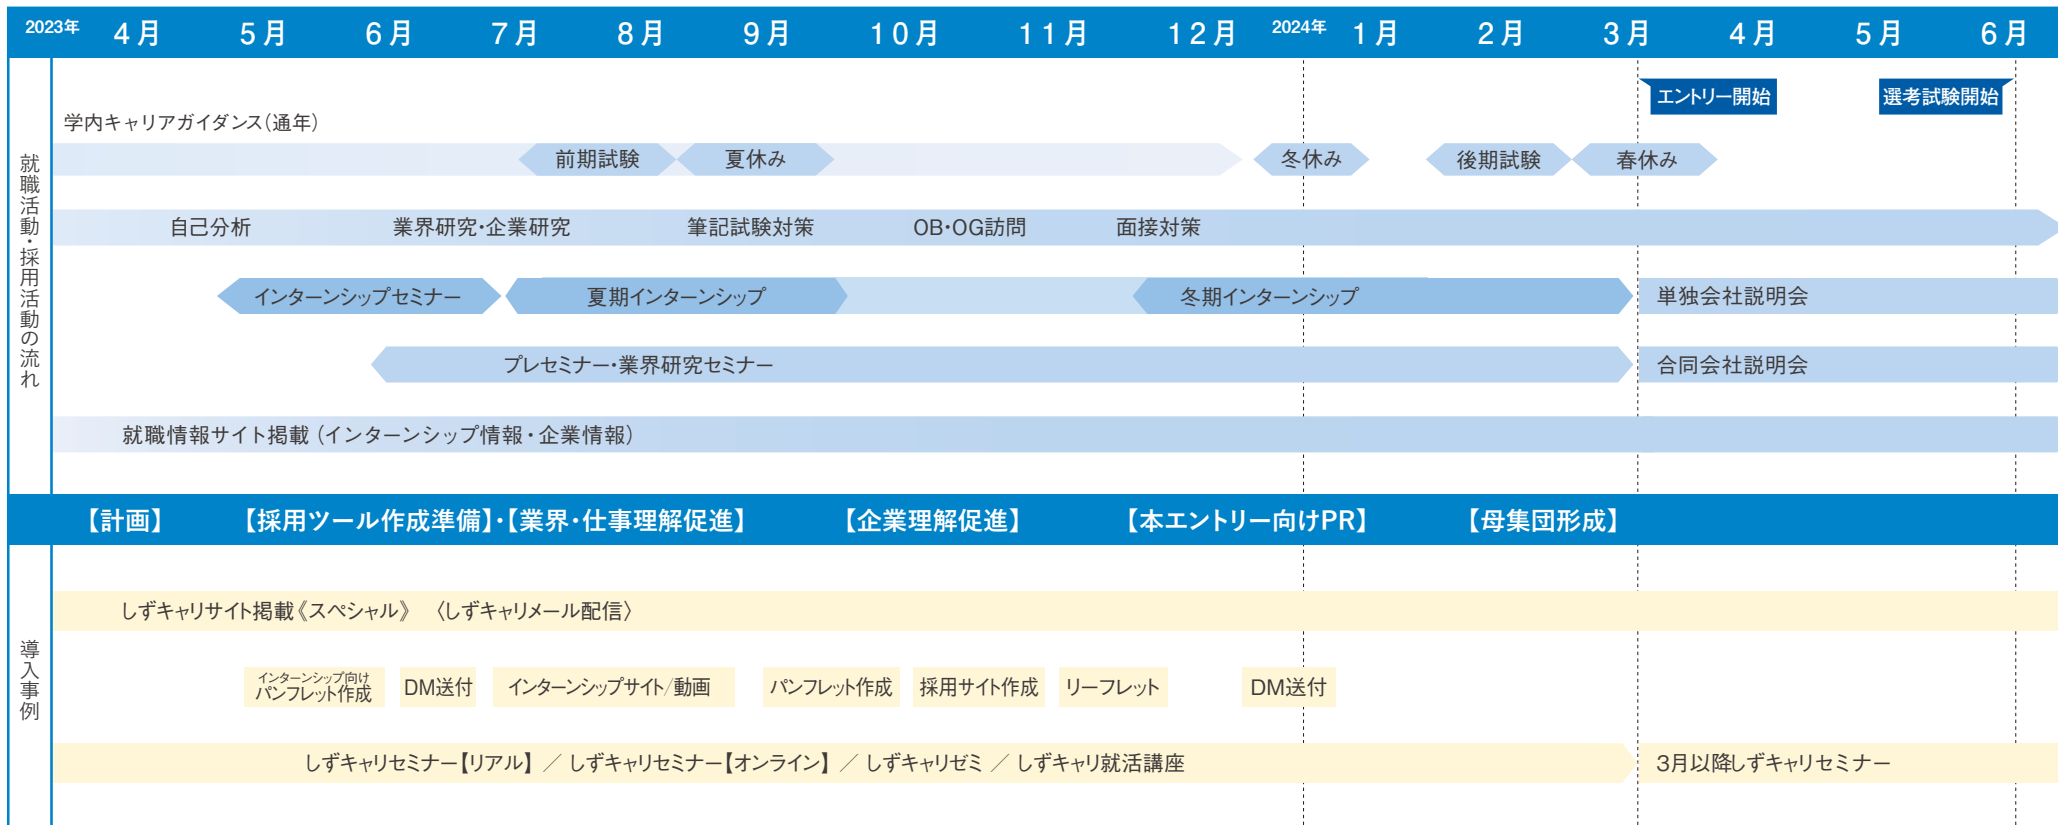 2023年 4月 5月 6月 7月 8月 9月 10月 11月 12月 2024年 1月 2月 3月 4月 5月 6月
エントリー開始 選考試験開始
就職活動・採用活動の流れ
学内キャリアガイダンス(通年)
前期試験 夏休み 冬休み 後期試験 春休み
自己分析 業界研究・企業研究 筆記試験対策 OB・OG訪問 面接対策
インターンシップセミナー 夏期インターンシップ 冬期インターンシップ 単独会社説明会
プレセミナー・業界研究セミナー 合同会社説明会
就職情報サイト掲載(インターンシップ情報・企業情報)
【計画】 【採用ツール作成準備】・【業界・仕事理解促進】 【企業理解促進】 【本エントリー向けPR】 【母集団形成】
導入事例
しずキャリサイト掲載《スペシャル》 〈しずキャリメール配信〉
インターンシップ向け
パンフレット作成 DM送付 インターンシップサイト/動画 パンフレット作成 採用サイト作成 リーフレット DM送付
しずキャリセミナー【リアル】 / しずキャリセミナー【オンライン】 / しずキャリゼミ / しずキャリ就活講座 3月以降しずキャリセミナー